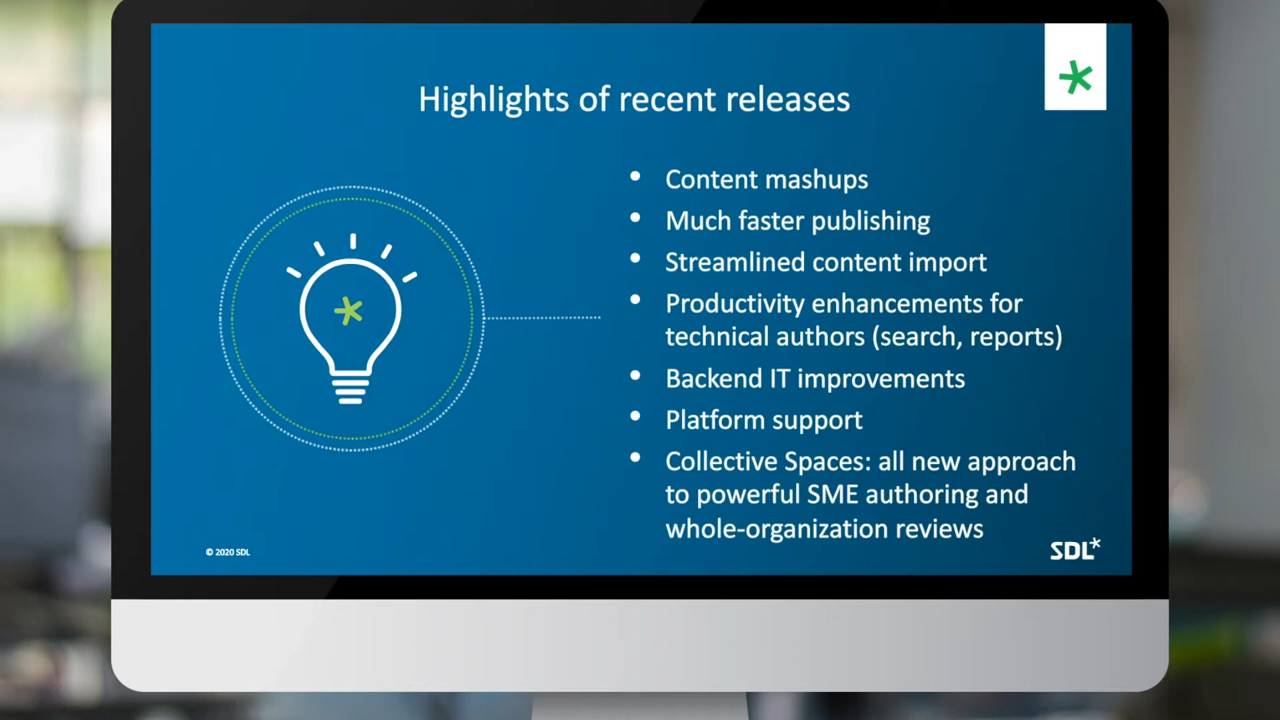 Highlights of recent releases
• Content mashups
• Much faster publishing
• Streamlined content import
• Productivity enhancements for
technical authors (search, reports)
• Backend IT improvements
• Platform support
• Collective Spaces: all new approach
to powerful SME authoring and
whole-organization reviews
© 2020 SDL
SDL*